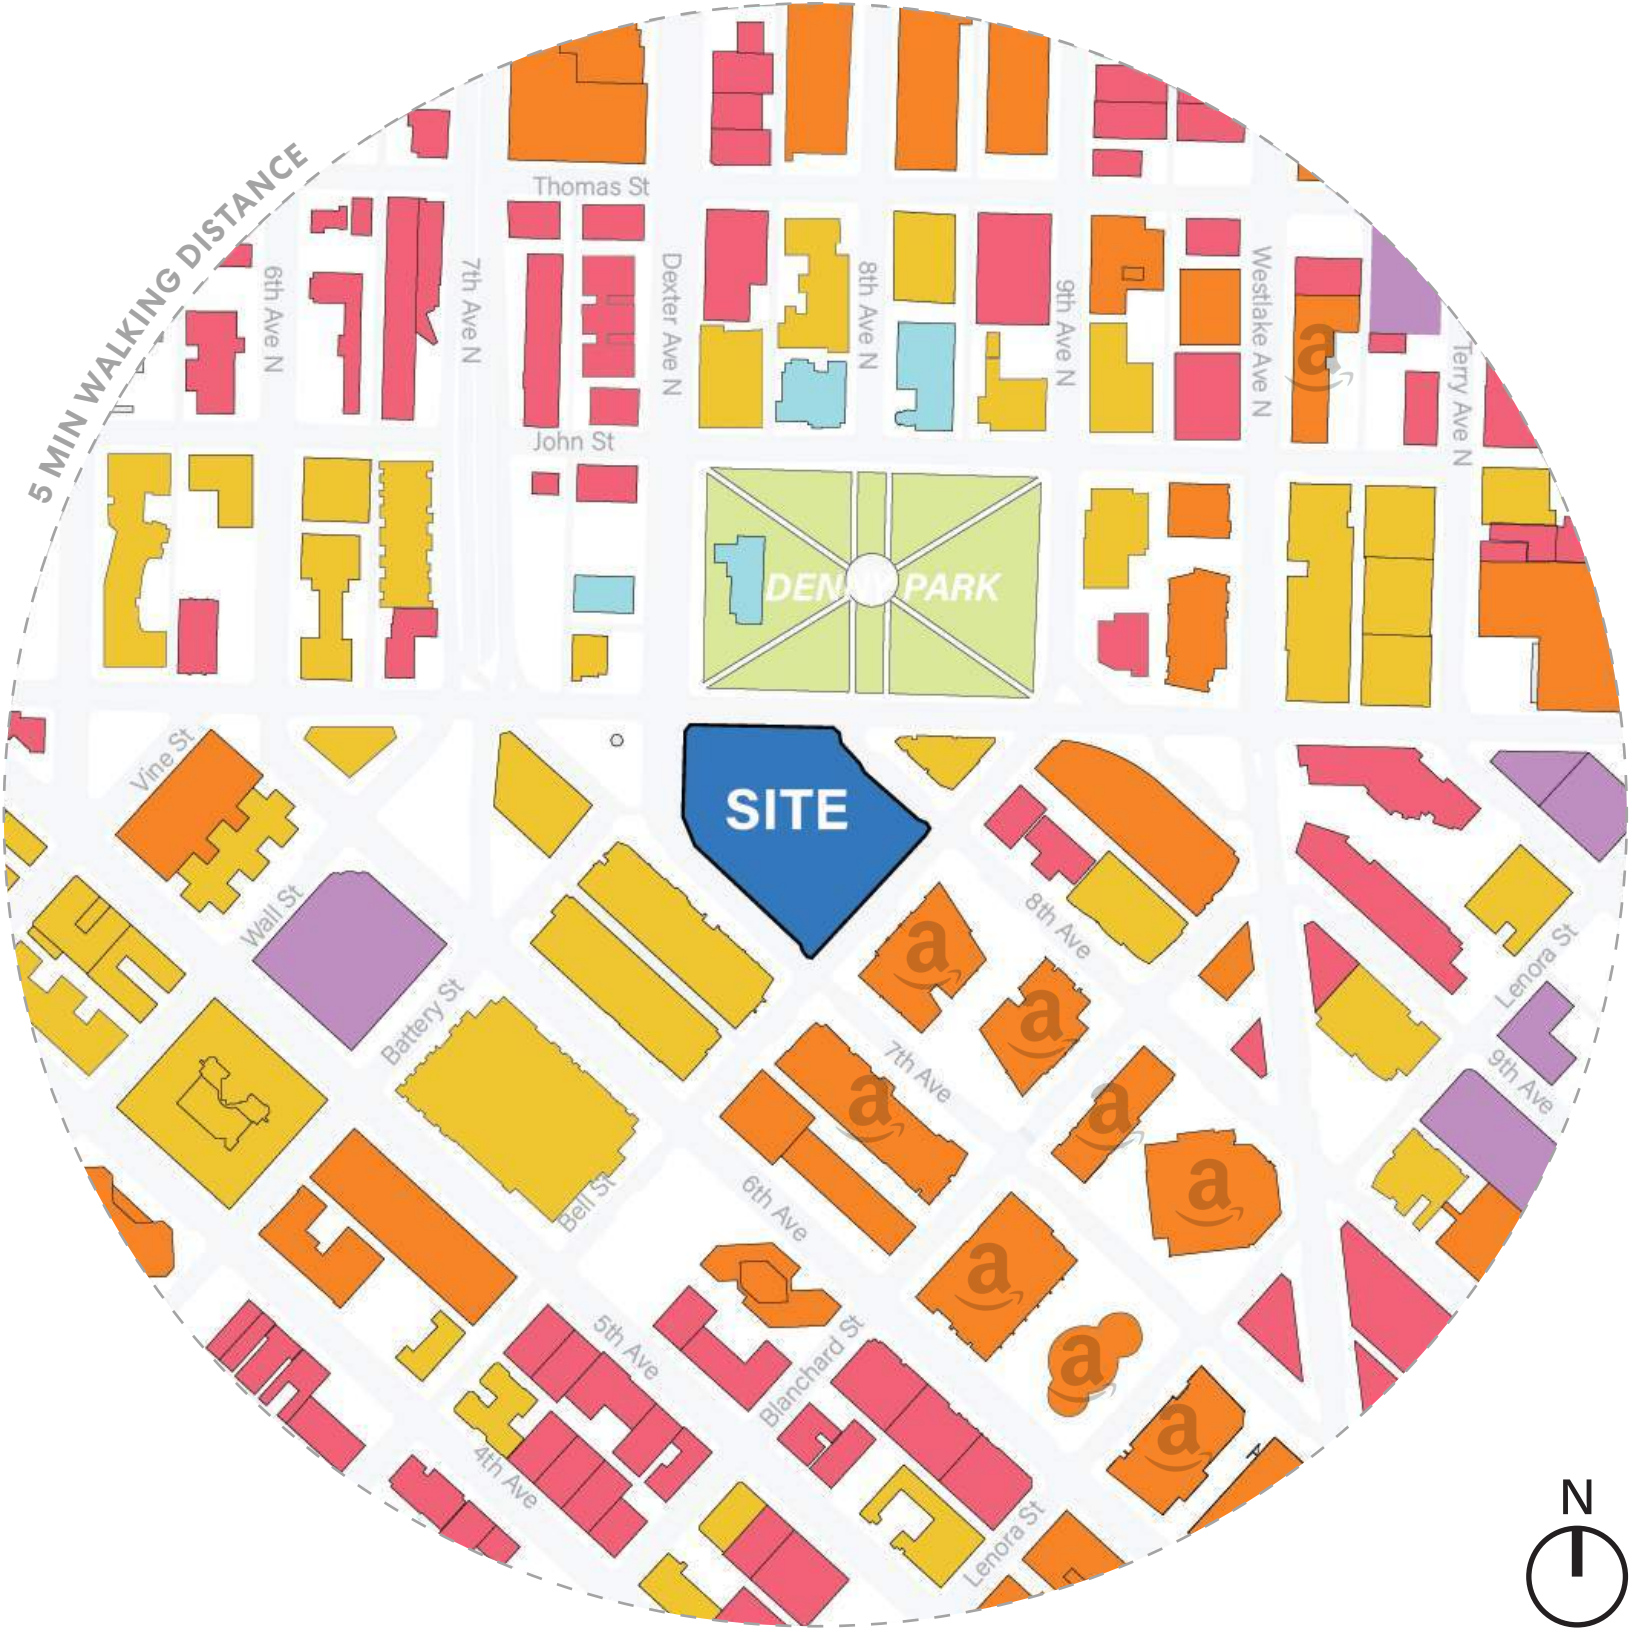 5 MIN WALKING DISTANCE
Thomas St
6th Ave N
7th Ave N
Dexter Ave N
8th Ave N
9th Ave N
Westlake Ave N
Terry Ave N
a
John St
DENNY PARK
SITE
Vine St
Wall St
Battery St
Bell St
8th Ave
Lenora St
9th Ave
a
a
7th Ave
a
a
a
6th Ave
a
a
a
5th Ave
Blanchard St
4th Ave
Lenora St
N